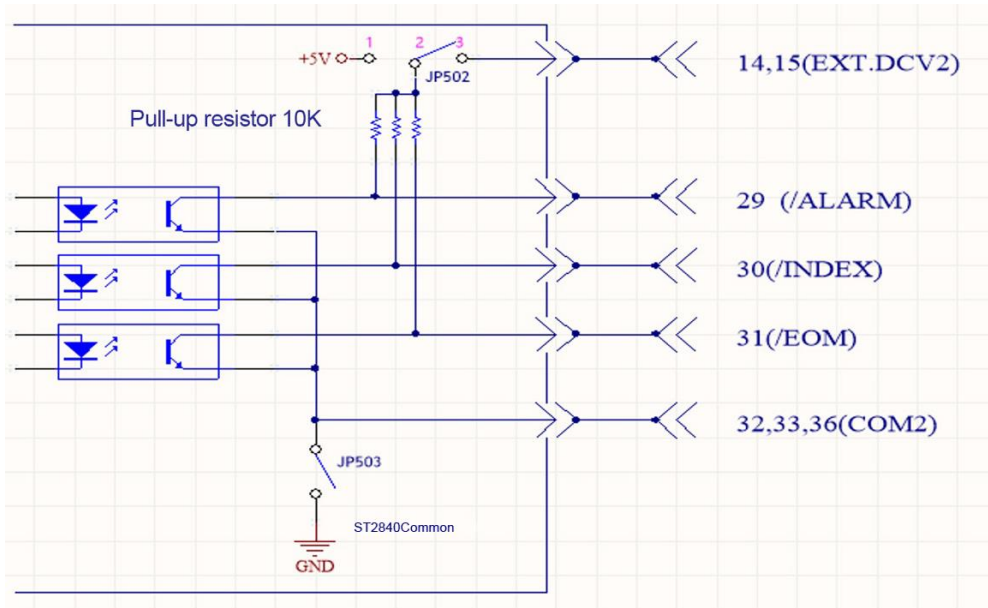 1 2 3
+5V
JP502
14,15(EXT.DCV2)
Pull-up resistor 10K
29 (/ALARM)
30(/INDEX)
31(/EOM)
32,33,36(COM2)
JP503
ST2840Common
GND